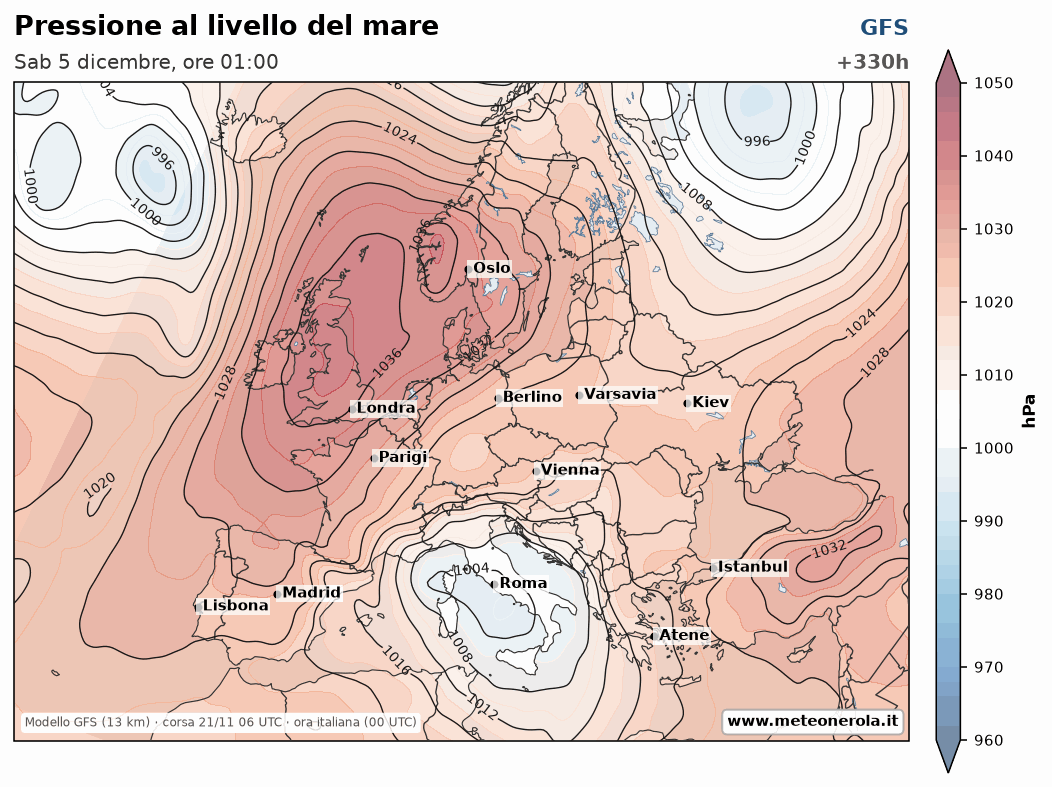 Pressione al livello del mare
GFS
Sab 5 dicembre, ore 01:00
+330h
1050
1040
1030
1020
1010
1000
990
980
970
960
hPa
1024
996
1000
1000
996
1000
1008
1024
1028
1028
1036
1020
1032
1004
1008
1016
1012
Oslo
Londra
Berlino
Varsavia
Kiev
Parigi
Vienna
Istanbul
Roma
Madrid
Lisbona
Atene
Modello GFS (13 km) · corsa 21/11 06 UTC · ora italiana (00 UTC)
www.meteonerola.it